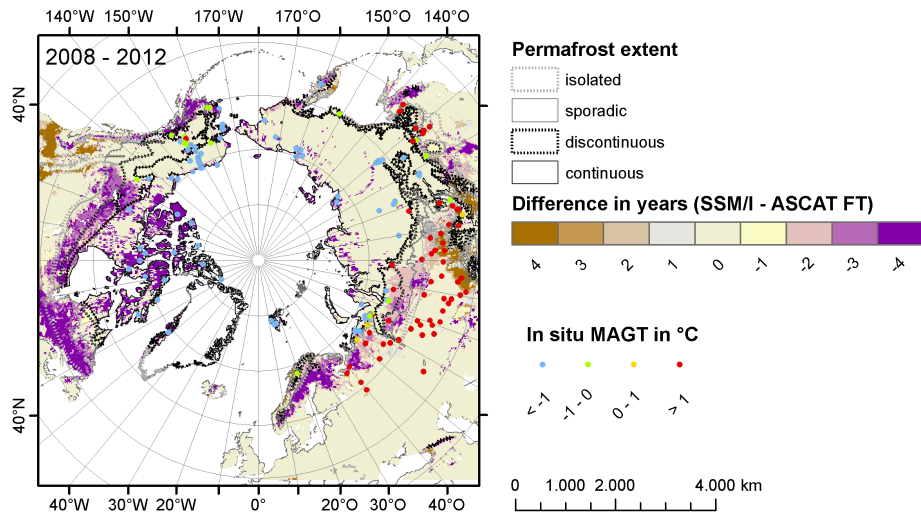 140°W 150°W 170°W 170°O 150°O 140°O
2008 - 2012
40°N
40°N
40°N
40°N
40°W 30°W 20°W 0° 20°O 30°O 40°O
Permafrost extent
isolated
sporadic
discontinuous
continuous
Difference in years (SSM/I - ASCAT FT)
4 3 2 1 0 -1 -2 -3 -4
In situ MAGT in °C
< -1 -1 - 0 0 - 1 > 1
0 1.000 2.000 4.000 km